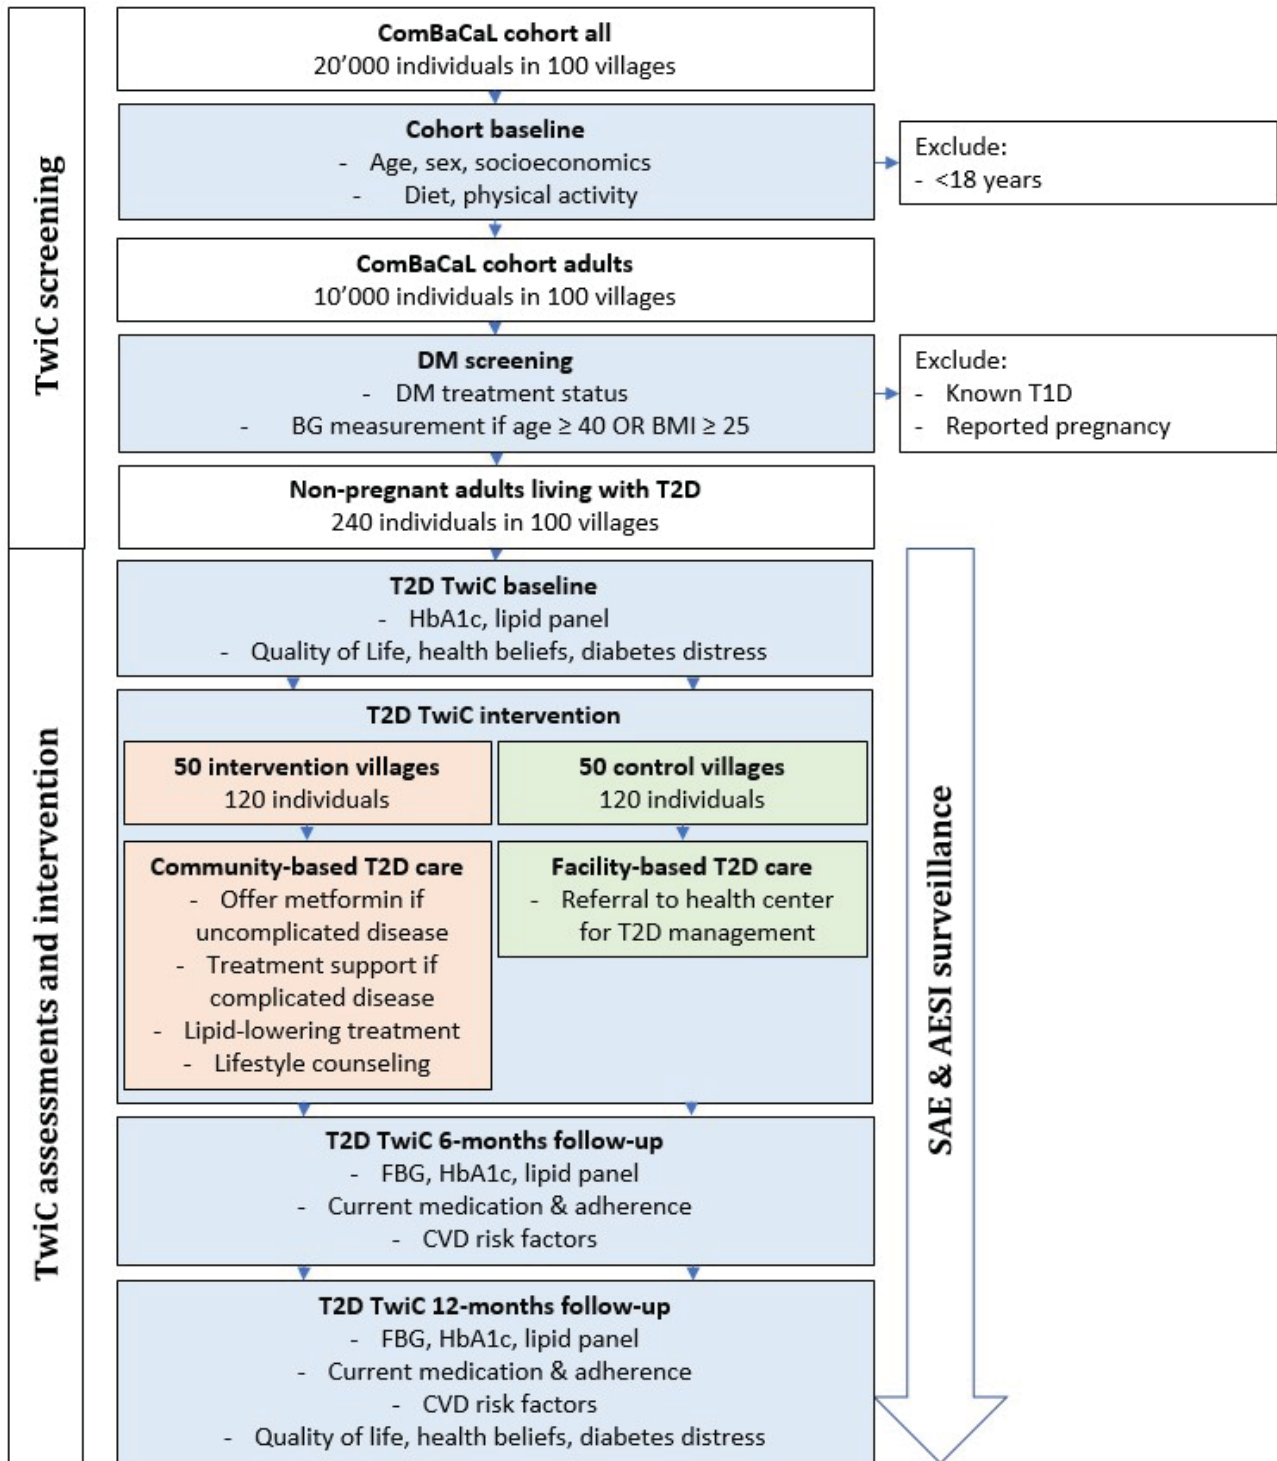 TwiC screening
ComBaCaL cohort all
20’000 individuals in 100 villages
Cohort baseline
- Age, sex, socioeconomics
- Diet, physical activity
Exclude:
- <18 years
ComBaCaL cohort adults
10’000 individuals in 100 villages
DM screening
- DM treatment status
- BG measurement if age ≥ 40 OR BMI ≥ 25
Exclude:
- Known T1D
- Reported pregnancy
Non-pregnant adults living with T2D
240 individuals in 100 villages
TwiC assessments and intervention
T2D TwiC baseline
- HbA1c, lipid panel
- Quality of Life, health beliefs, diabetes distress
T2D TwiC intervention
50 intervention villages
120 individuals
50 control villages
120 individuals
Community-based T2D care
- Offer metformin if
uncomplicated disease
- Treatment support if
complicated disease
- Lipid-lowering treatment
- Lifestyle counseling
Facility-based T2D care
- Referral to health center
for T2D management
T2D TwiC 6-months follow-up
- FBG, HbA1c, lipid panel
- Current medication & adherence
- CVD risk factors
T2D TwiC 12-months follow-up
- FBG, HbA1c, lipid panel
- Current medication & adherence
- CVD risk factors
- Quality of life, health beliefs, diabetes distress
SAE & AESI surveillance